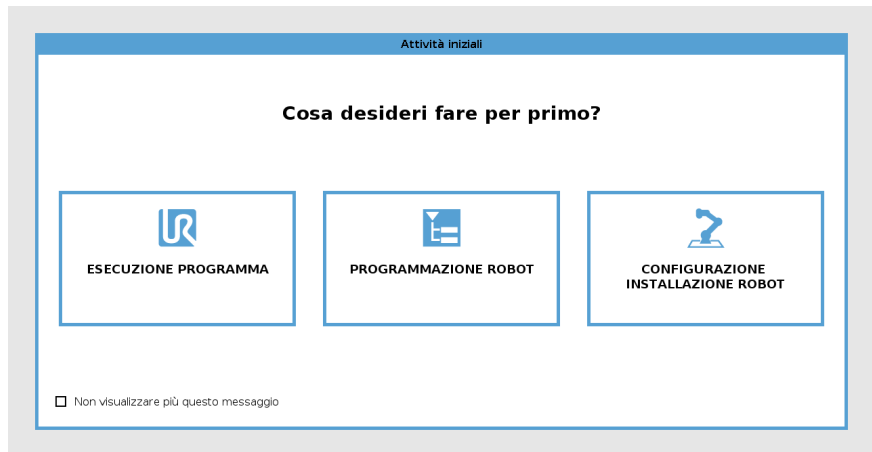 Attività iniziali
Cosa desideri fare per primo?
ESECUZIONE PROGRAMMA
PROGRAMMAZIONE ROBOT
CONFIGURAZIONE
INSTALLAZIONE ROBOT
Non visualizzare più questo messaggio